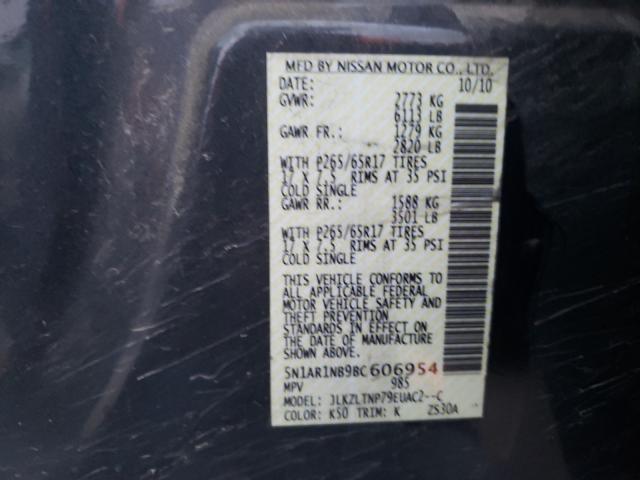 MFD BY NISSAN MOTOR CO., LTD.
DATE: 10/10
GVWR: 2773 KG
6113 LB
GAWR FR.: 1279 KG
2820 LB
WITH P265/65R17 TIRES
17 X 7.5 RIMS AT 35 PSI
COLD SINGLE
GAWR RR.: 1588 KG
3501 LB
WITH P265/65R17 TIRES
17 X 7.5 RIMS AT 35 PSI
COLD SINGLE
THIS VEHICLE CONFORMS TO
ALL APPLICABLE FEDERAL
MOTOR VEHICLE SAFETY AND
THEFT PREVENTION
STANDARDS IN EFFECT ON
THE DATE OF MANUFACTURE
SHOWN ABOVE.
5N1AR1NB9BC606954
MPV 985
MODEL: JLKZLTNP79EUAC2--C
COLOR: K50 TRIM: K ZS30A